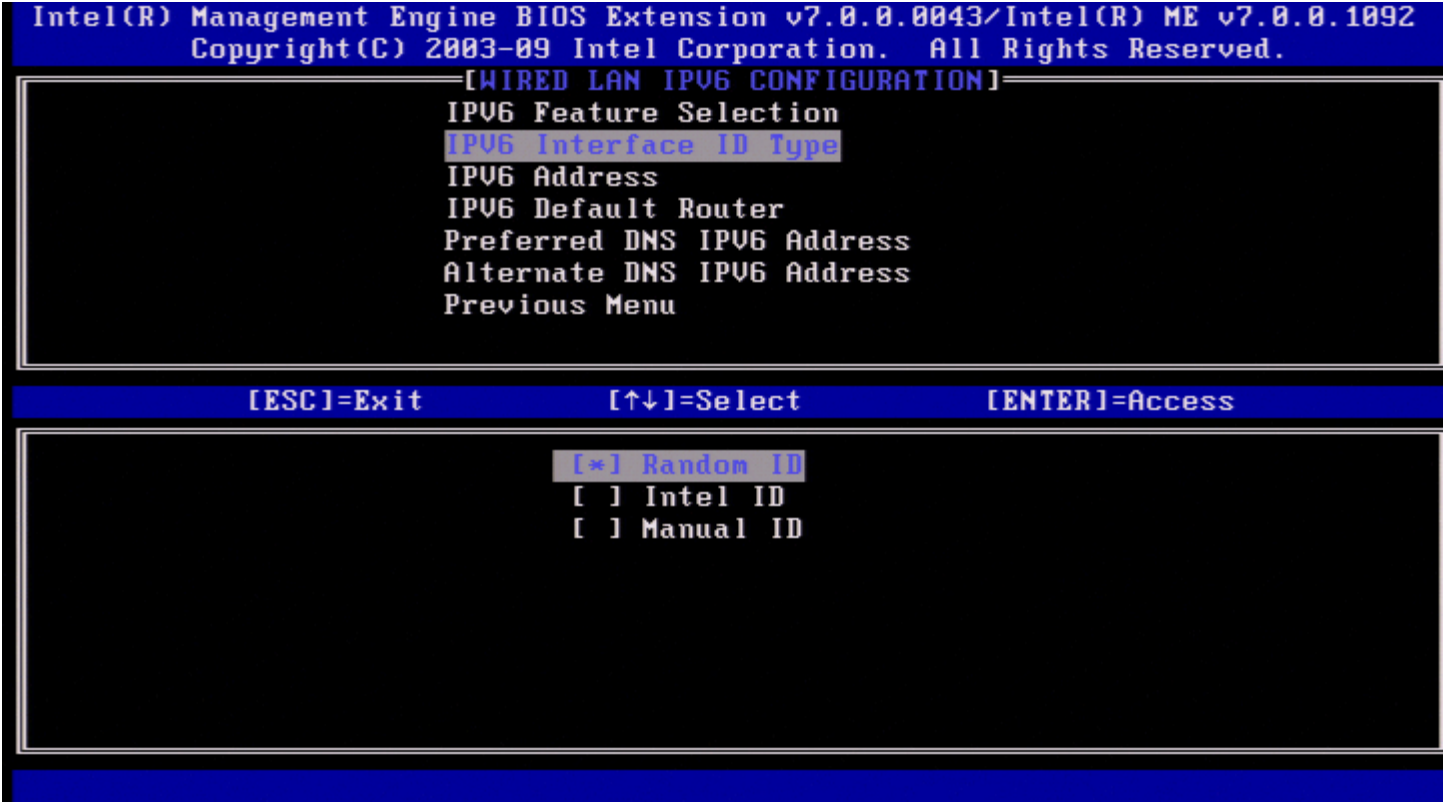 Intel(R) Management Engine BIOS Extension v7.0.0.0043/Intel(R) ME v7.0.0.1092
Copyright(C) 2003-09 Intel Corporation. All Rights Reserved.
[WIRED LAN IPV6 CONFIGURATION]
IPV6 Feature Selection
IPV6 Interface ID Type
IPV6 Address
IPV6 Default Router
Preferred DNS IPV6 Address
Alternate DNS IPV6 Address
Previous Menu
[ESC]=Exit [↑↓]=Select [ENTER]=Access
[*] Random ID
[ ] Intel ID
[ ] Manual ID